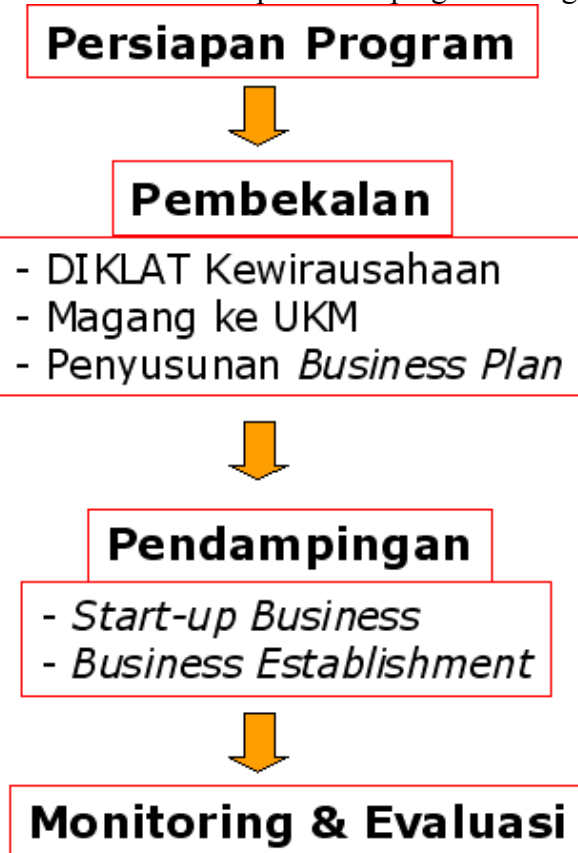 Persiapan Program
Pembekalan
- DIKLAT Kewirausahaan
- Magang ke UKM
- Penyusunan Business Plan
Pendampingan
- Start-up Business
- Business Establishment
Monitoring & Evaluasi